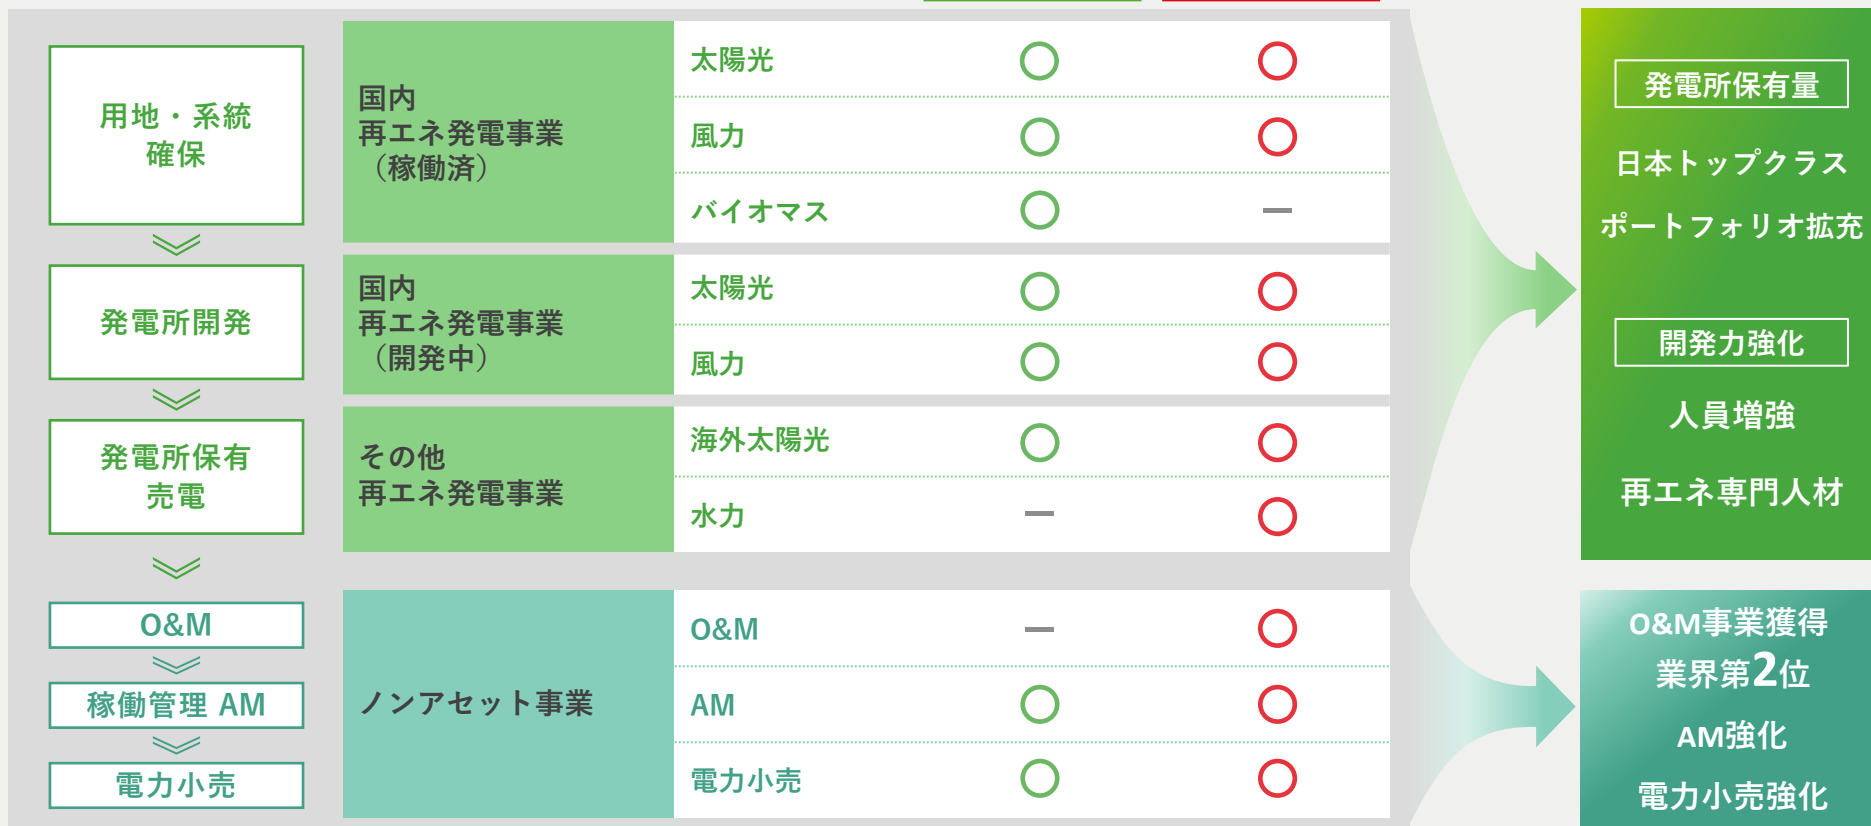 用地・系統
確保
発電所開発
発電所保有
売電
O&M
稼働管理 AM
電力小売
国内
再エネ発電事業
（稼働済）
太陽光
○
○
風力
○
○
バイオマス
○
—
国内
再エネ発電事業
（開発中）
太陽光
○
○
風力
○
○
その他
再エネ発電事業
海外太陽光
○
○
水力
—
○
ノンアセット事業
O&M
—
○
AM
○
○
電力小売
○
○
発電所保有量
日本トップクラス
ポートフォリオ拡充
開発力強化
人員増強
再エネ専門人材
O&M事業獲得
業界第2位
AM強化
電力小売強化